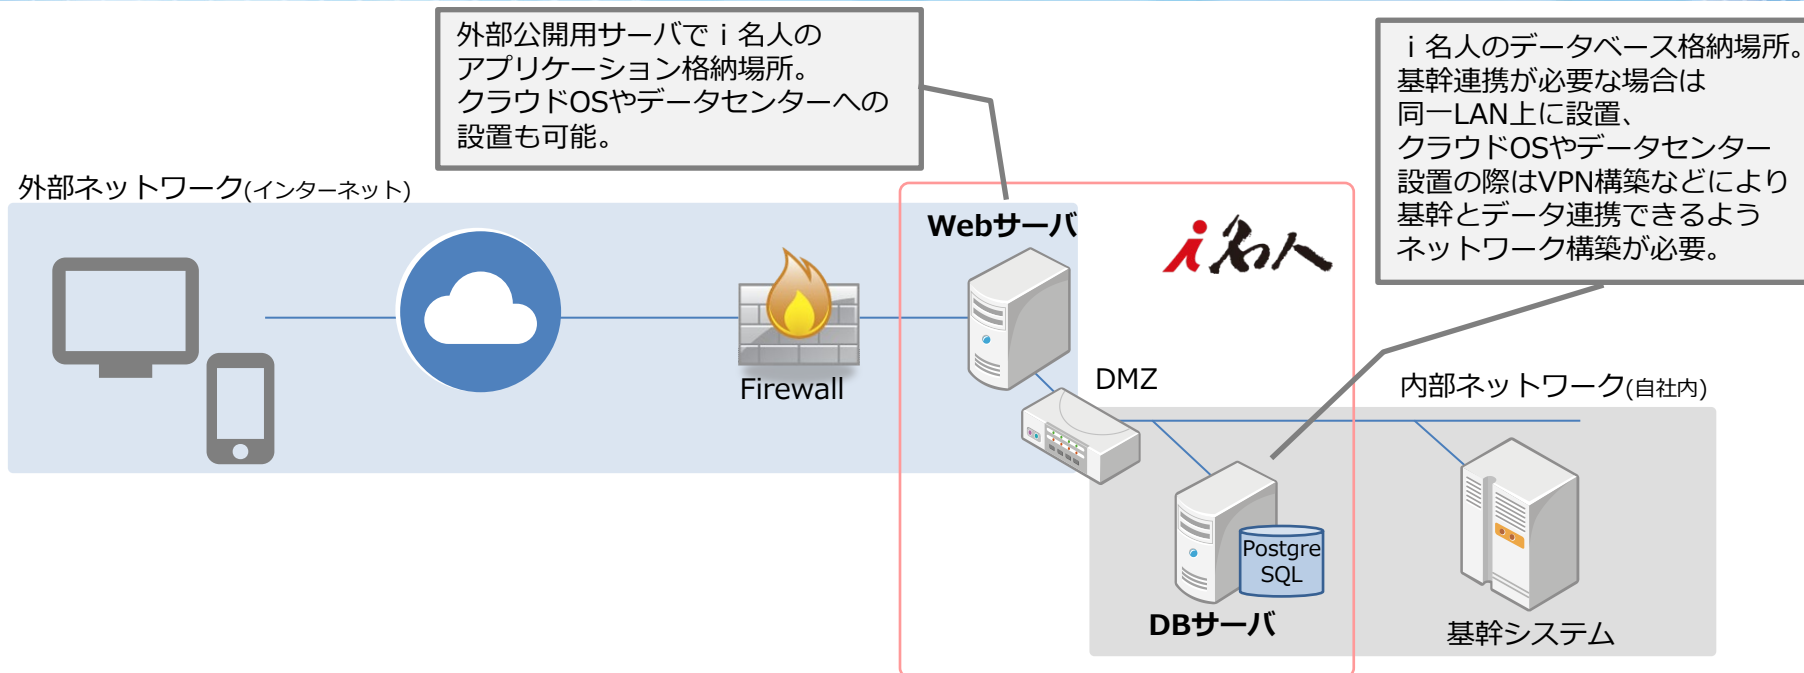 外部公開用サーバでｉ名人の
アプリケーション格納場所。
クラウドOSやデータセンターへの
設置も可能。
ｉ名人のデータベース格納場所。
基幹連携が必要な場合は
同一LAN上に設置、
クラウドOSやデータセンター
設置の際はVPN構築などにより
基幹とデータ連携できるよう
ネットワーク構築が必要。
外部ネットワーク(インターネット)
Webサーバ
i名人
Firewall
DMZ
内部ネットワーク(自社内)
Postgre
SQL
DBサーバ
基幹システム